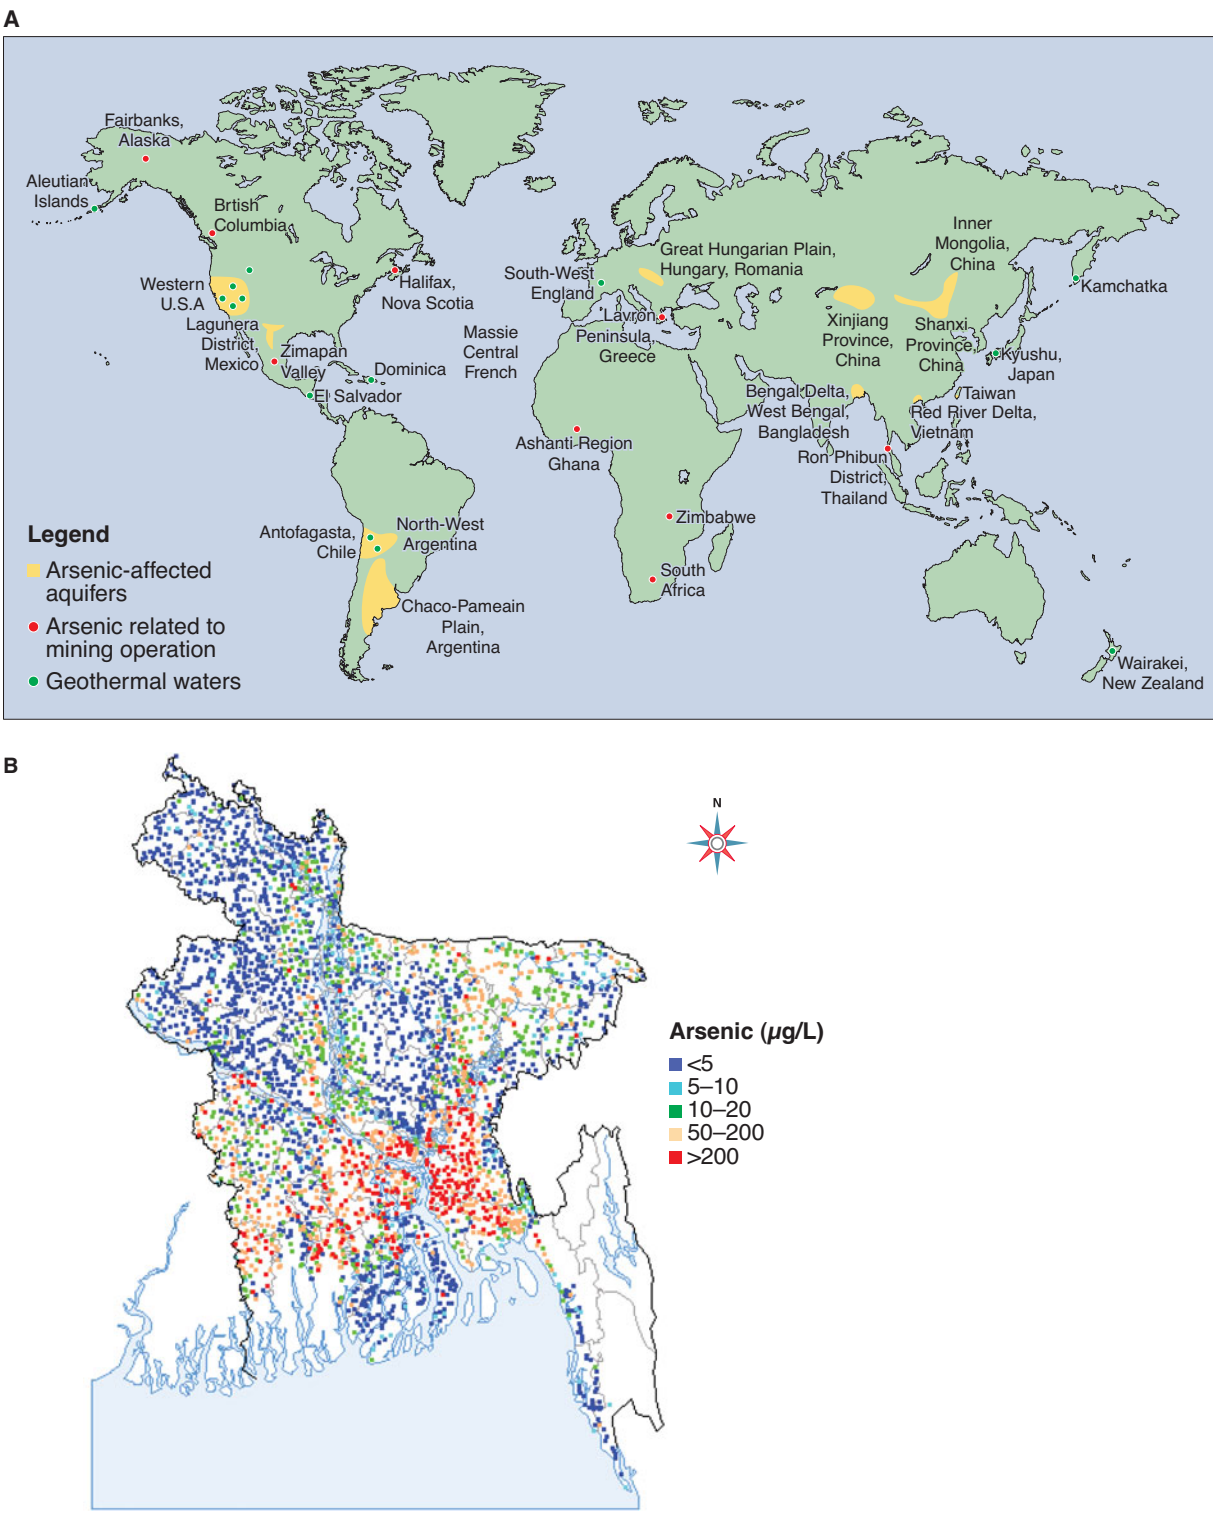 A
Fairbanks,
Alaska
Aleutian
Islands
Brtish
Columbia
Western
U.S.A
Lagunera
District,
Mexico
Zimapan
Valley
Halifax,
Nova Scotia
Dominica
El Salvador
Massie
Central
French
South-West
England
Great Hungarian Plain,
Hungary, Romania
Lavron
Peninsula,
Greece
Inner
Mongolia,
China
Kamchatka
Xinjiang
Province,
China
Shanxi
Province,
China
Kyushu,
Japan
Bengal Delta,
West Bengal,
Bangladesh
Taiwan
Red River Delta,
Vietnam
Ron Phibun
District,
Thailand
Ashanti Region
Ghana
Zimbabwe
South
Africa
Antofagasta,
Chile
North-West
Argentina
Chaco-Pameain
Plain,
Argentina
Wairakei,
New Zealand
Legend
Arsenic-affected
aquifers
Arsenic related to
mining operation
Geothermal waters
B
N
Arsenic (µg/L)
<5
5–10
10–20
50–200
>200